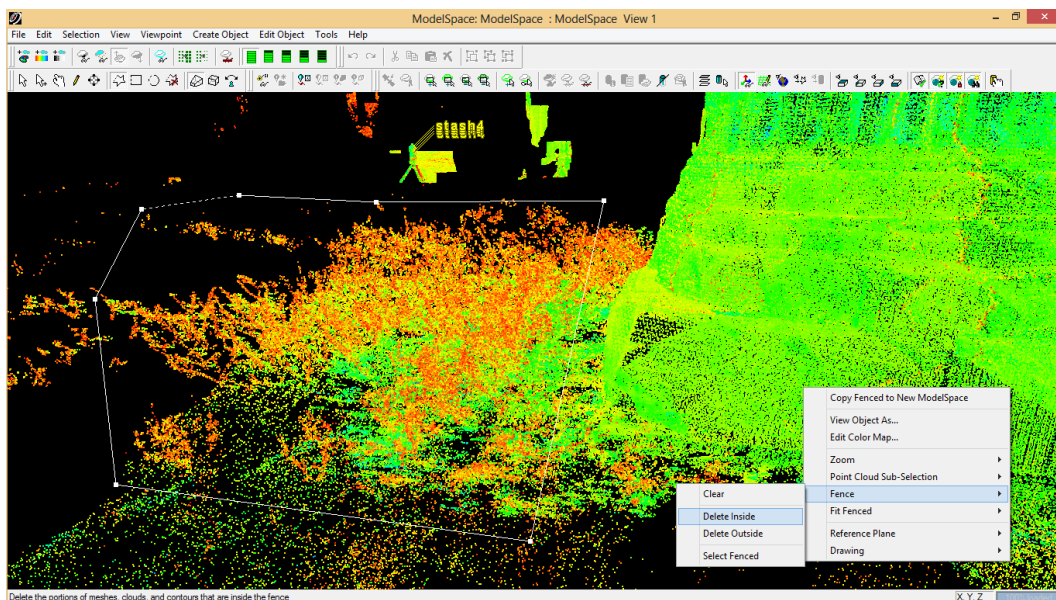 ModelSpace: ModelSpace : ModelSpace View 1
File Edit Selection View Viewpoint Create Object Edit Object Tools Help
stash4
Copy Fenced to New ModelSpace
View Object As...
Edit Color Map...
Zoom
Point Cloud Sub-Selection
Clear
Fence
Delete Inside
Fit Fenced
Delete Outside
Reference Plane
Select Fenced
Drawing
Delete the portions of meshes, clouds, and contours that are inside the fence
X, Y, Z